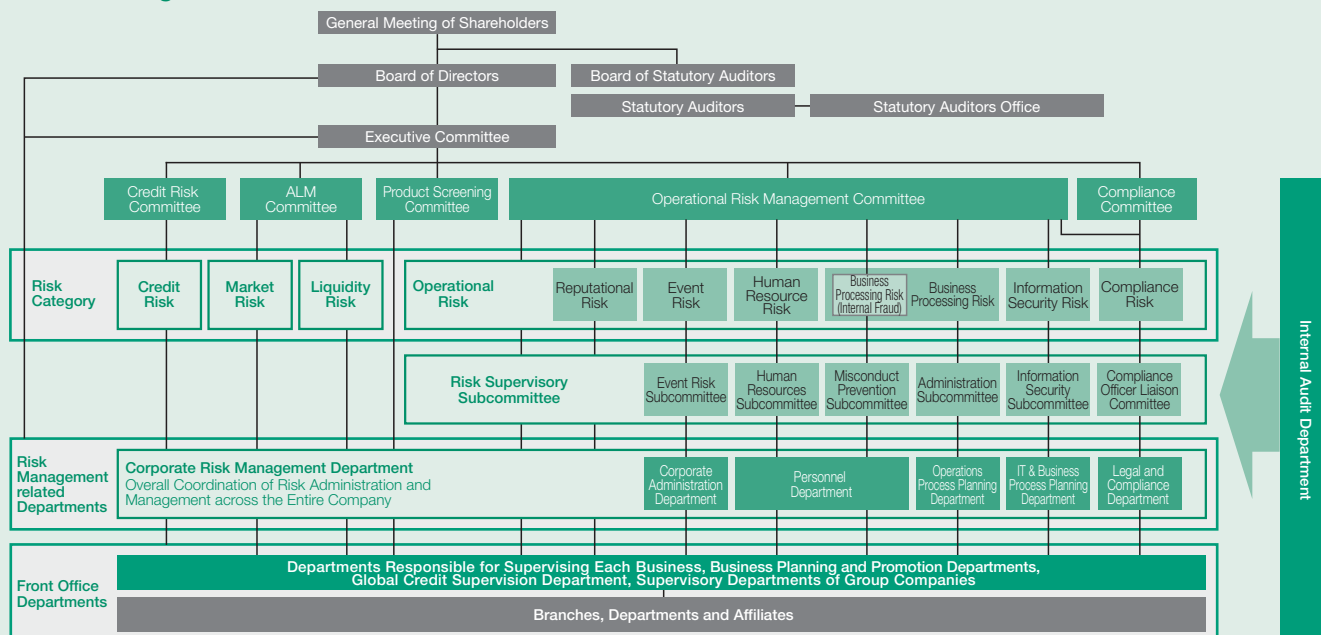 General Meeting of Shareholders
Board of Directors
Board of Statutory Auditors
Statutory Auditors
Statutory Auditors Office
Executive Committee
Credit Risk
Committee
ALM
Committee
Product Screening
Committee
Operational Risk Management Committee
Compliance
Committee
Risk
Category
Credit
Risk
Market
Risk
Liquidity
Risk
Operational
Risk
Reputational
Risk
Event
Risk
Human
Resource
Risk
Business
Processing Risk
(Internal Fraud)
Business
Processing Risk
Information
Security Risk
Compliance
Risk
Risk Supervisory
Subcommittee
Event Risk
Subcommittee
Human
Resources
Subcommittee
Misconduct
Prevention
Subcommittee
Administration
Subcommittee
Information
Security
Subcommittee
Compliance
Officer Liaison
Committee
Risk
Management
related
Departments
Corporate Risk Management Department
Overall Coordination of Risk Administration and
Management across the Entire Company
Corporate
Administration
Department
Personnel
Department
Operations
Process Planning
Department
IT & Business
Process Planning
Department
Legal and
Compliance
Department
Front Office
Departments
Departments Responsible for Supervising Each Business, Business Planning and Promotion Departments,
Global Credit Supervision Department, Supervisory Departments of Group Companies
Branches, Departments and Affiliates
Internal Audit Department